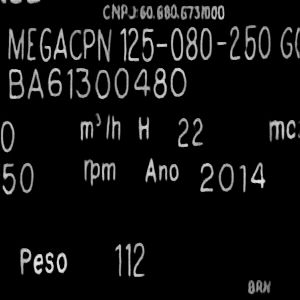 CNPJ:60.680.673/000
MEGACPN 125-080-250 G
BA61300480
0 m³/h H 22 mc
50 rpm Ano 2014
Peso 112
BRN